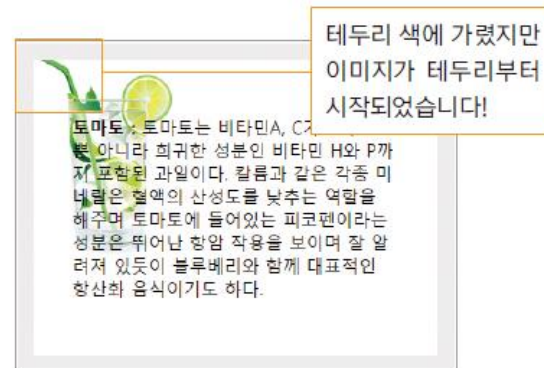 테두리 색에 가렸지만
이미지가 테두리부터
시작되었습니다!
토마토 : 토마토는 비타민A, C가
뿐 아니라 희귀한 성분인 비타민 H와 P까
지 포함된 과일이다. 칼륨과 같은 각종 미
네랄은 혈액의 산성도를 낮추는 역할을
해주며 토마토에 들어있는 피코펜이라는
성분은 뛰어난 항암 작용을 보이며 잘 알
려져 있듯이 블루베리와 함께 대표적인
항산화 음식이기도 하다.